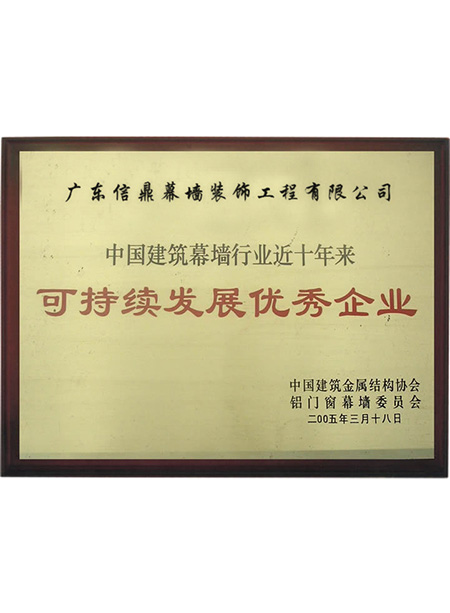 广东信鼎幕墙装饰工程有限公司
中国建筑幕墙行业近十年来
可持续发展优秀企业
中国建筑金属结构协会
铝门窗幕墙委员会
二00五年三月十八日